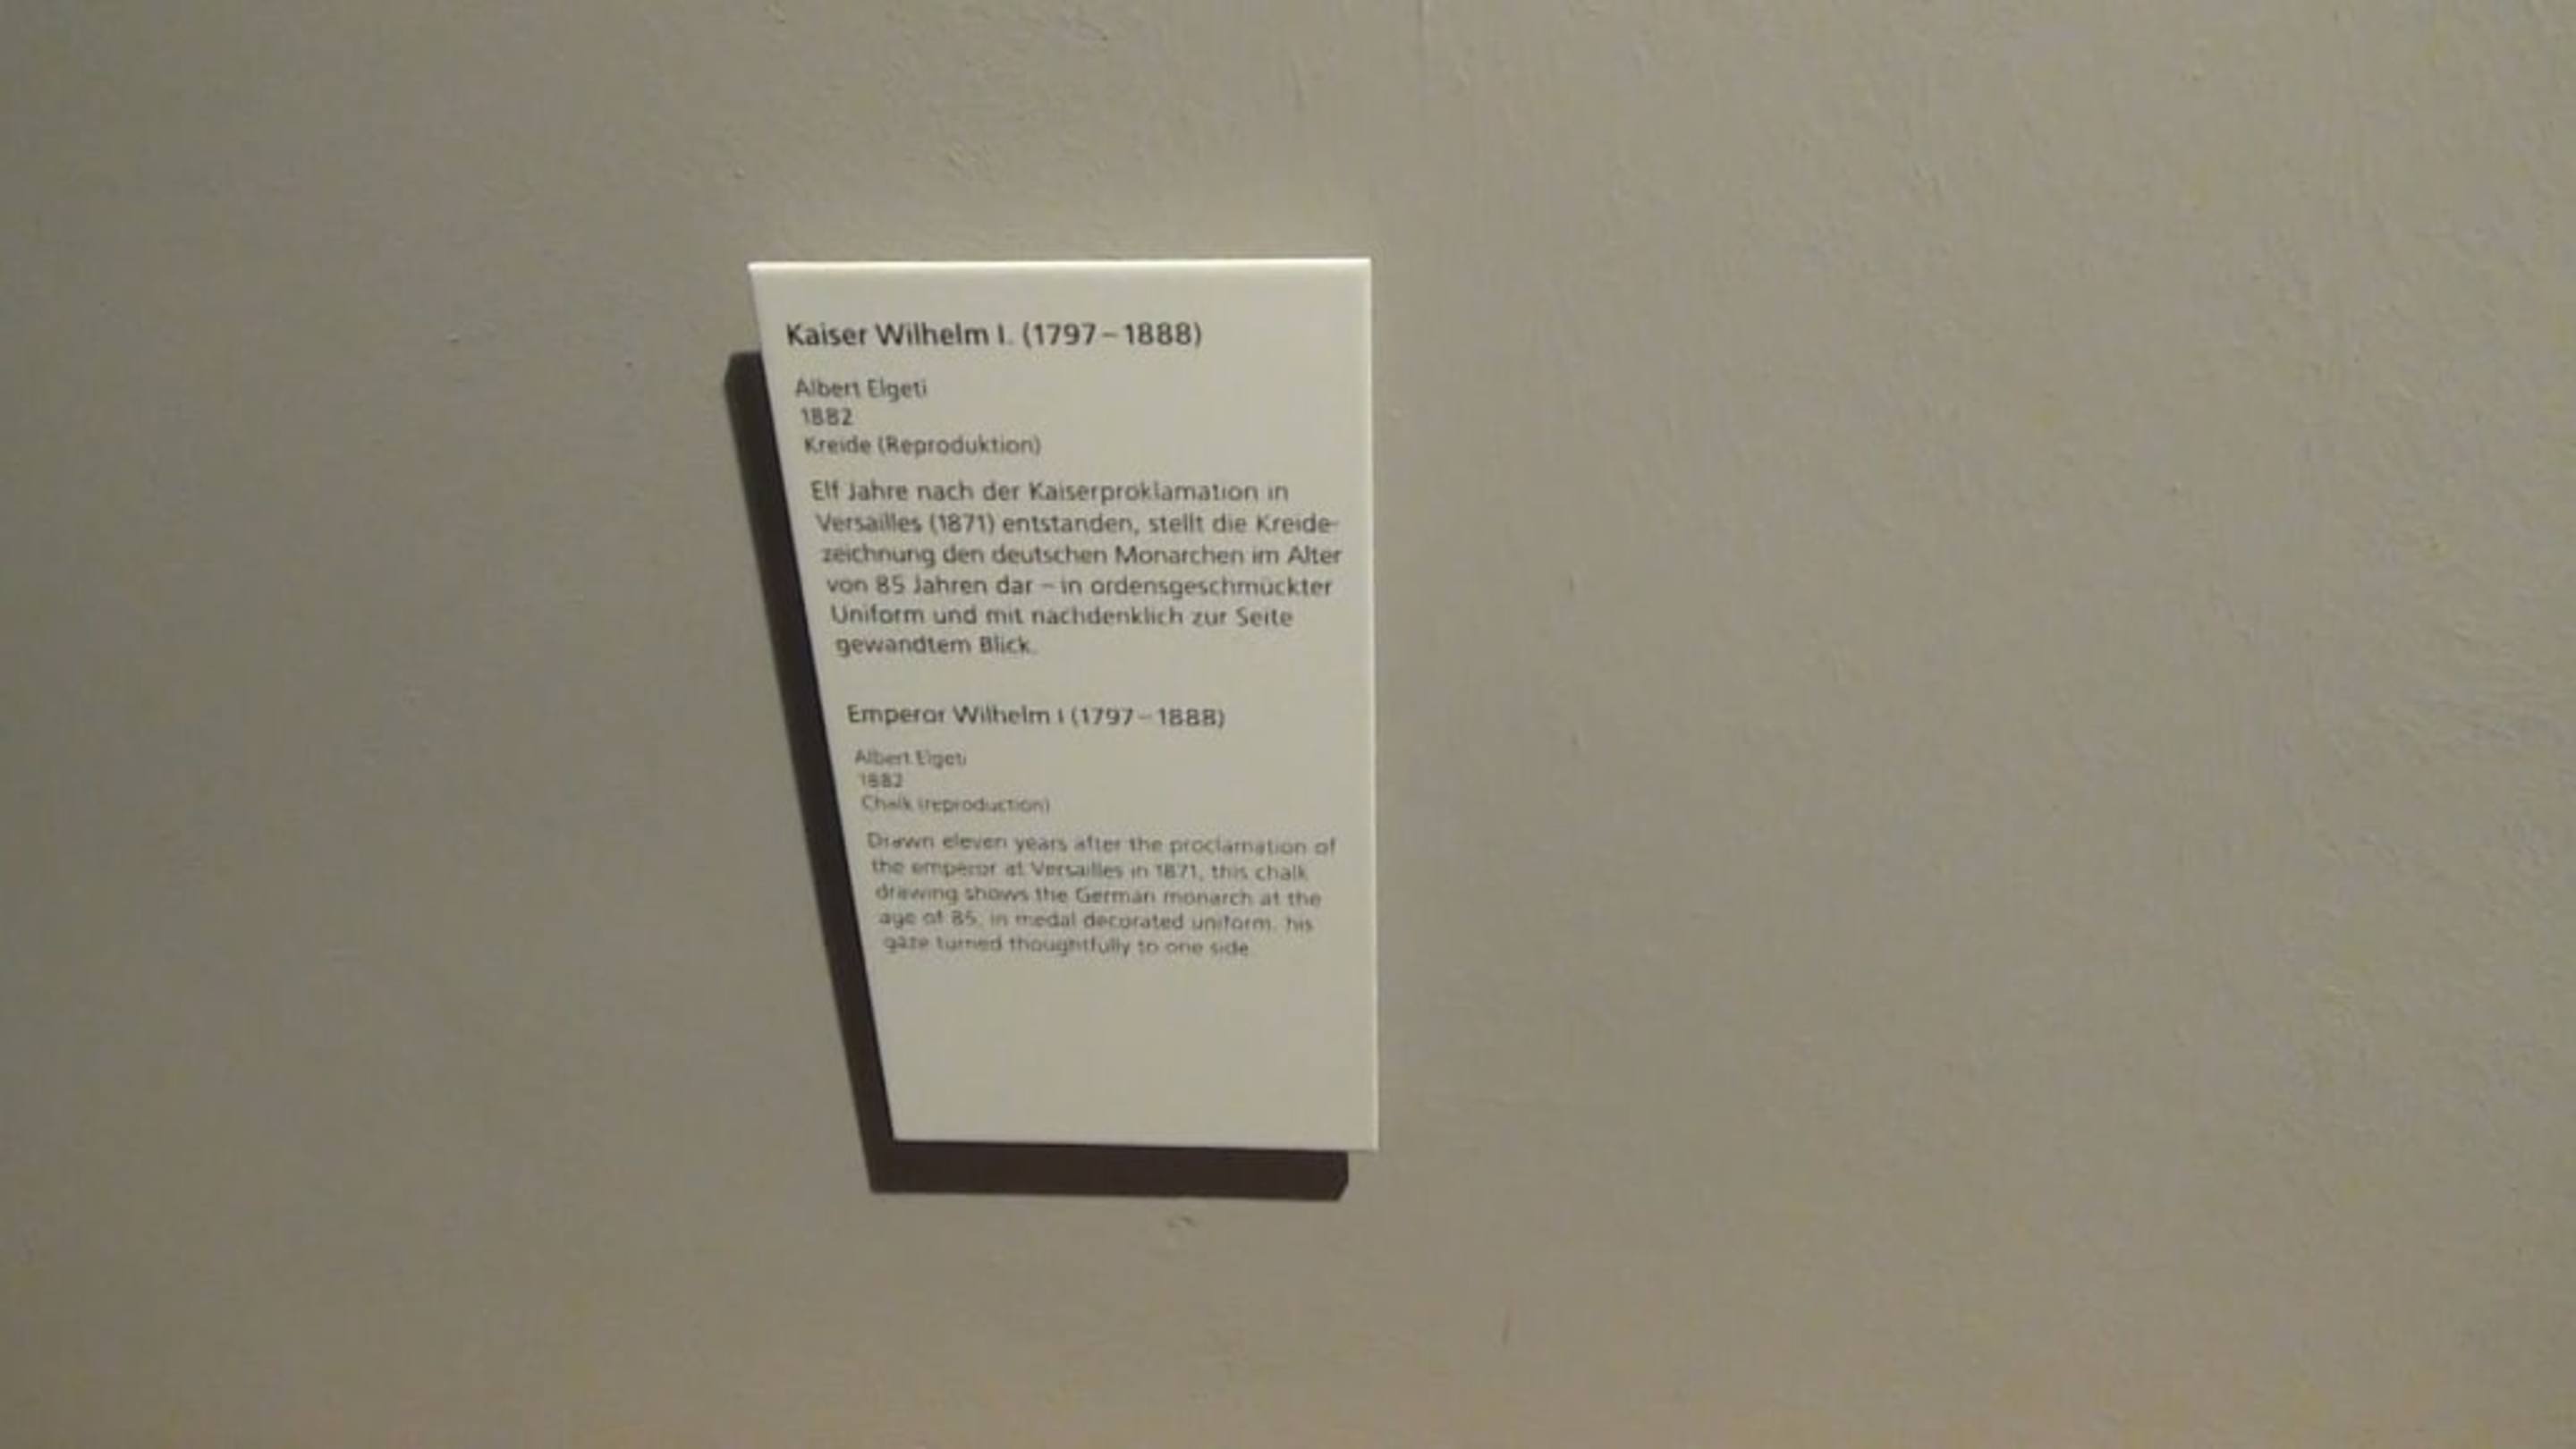 Kaiser Wilhelm I. (1797–1888)
Albert Elgeti
1882
Kreide (Reproduktion)
Elf Jahre nach der Kaiserproklamation in
Versailles (1871) entstanden, stellt die Kreide-
zeichnung den deutschen Monarchen im Alter
von 85 Jahren dar – in ordensgeschmückter
Uniform und mit nachdenklich zur Seite
gewandtem Blick.
Emperor Wilhelm I (1797–1888)
Albert Elgeti
1882
Chalk (reproduction)
Drawn eleven years after the proclamation of
the emperor at Versailles in 1871, this chalk
drawing shows the German monarch at the
age of 85, in medal decorated uniform, his
gaze turned thoughtfully to one side.